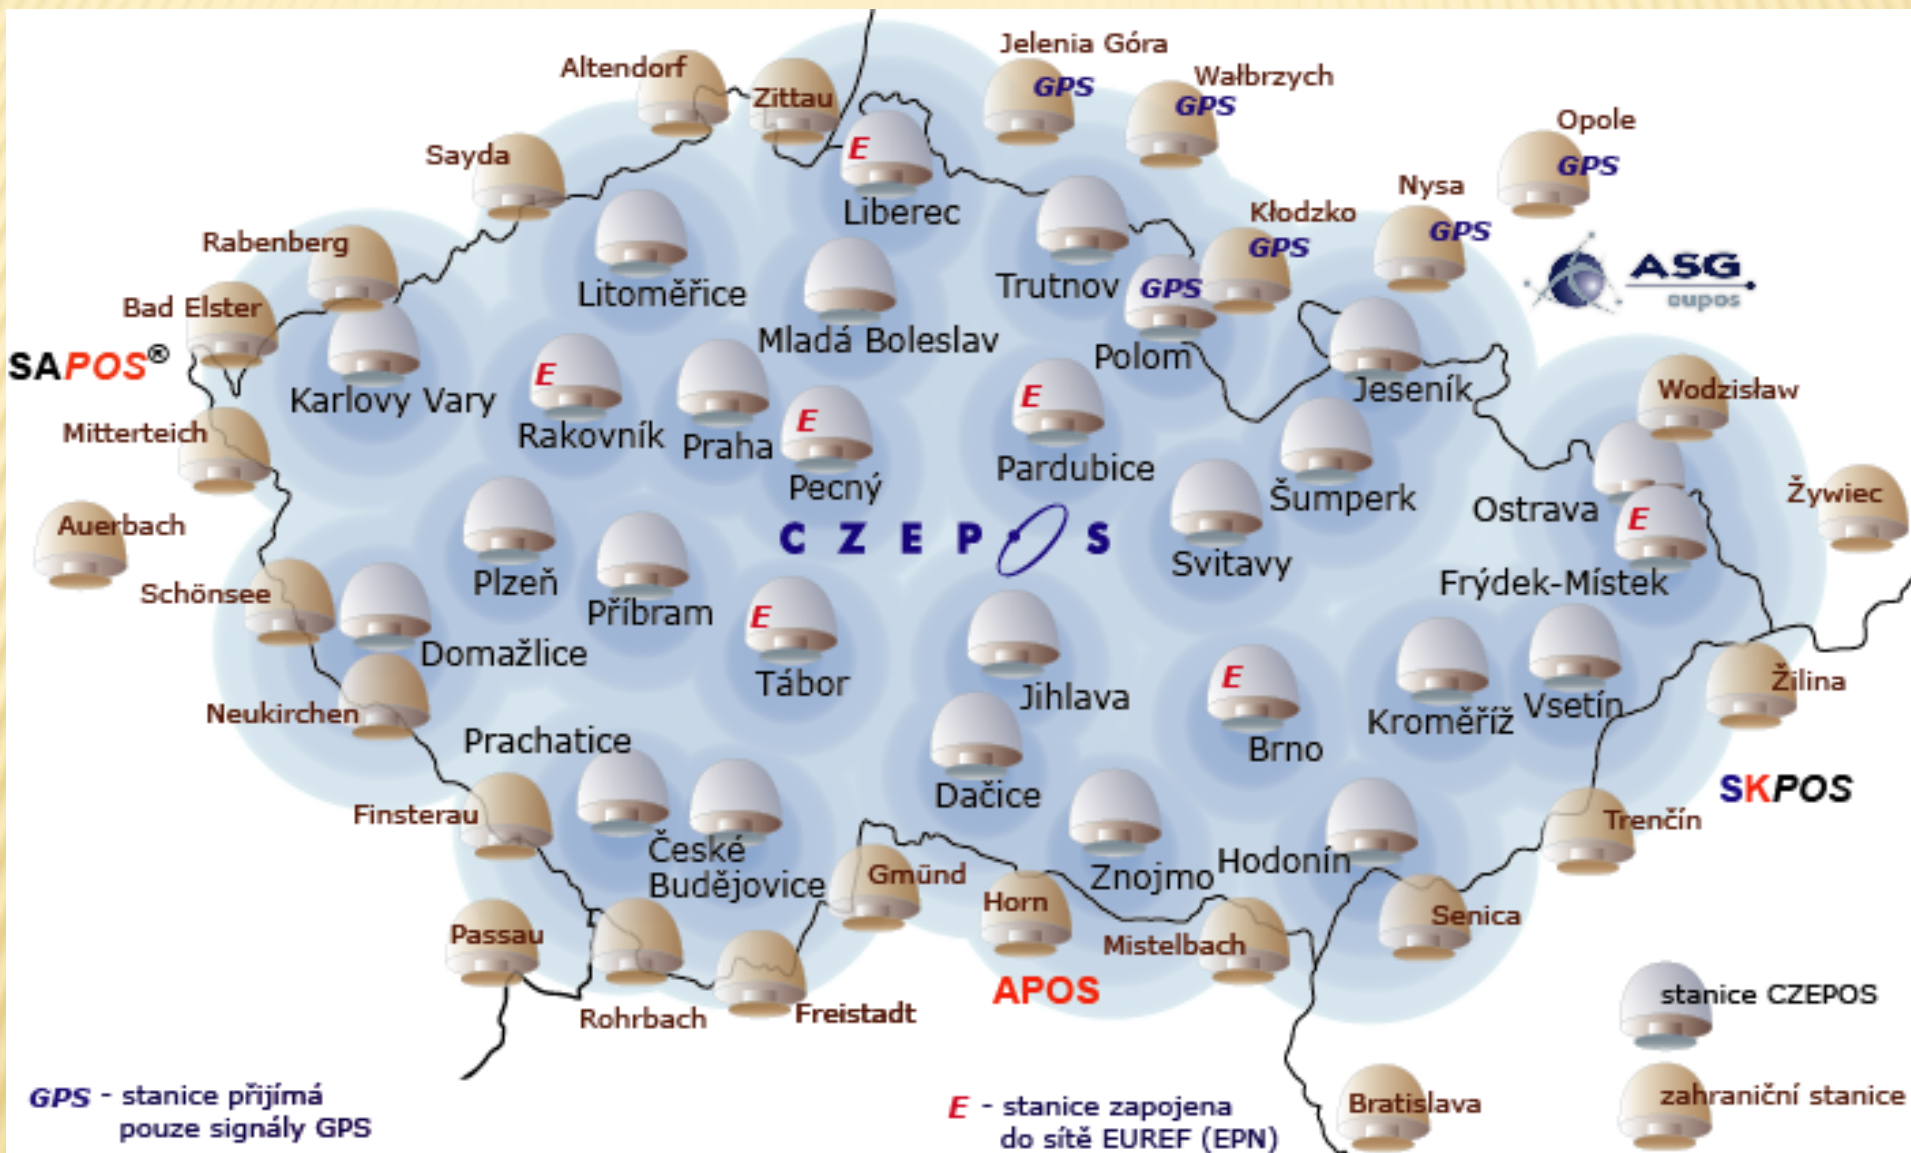 Jelenia Góra
Altendorf
GPS
Wałbrzych
Zittau
GPS
Opole
Sayda
E
GPS
Nysa
Liberec
Kłodzko
GPS
Rabenberg
GPS
ASG
eupos
Litoměřice
Trutnov
GPS
Bad Elster
Mladá Boleslav
Polom
SAPOS®
E
Karlovy Vary
E
Jeseník
Wodzisław
Mitterteich
Rakovník
Praha
E
Pardubice
Pecný
Šumperk
Žywiec
Ostrava
E
Auerbach
CZEPOS
Svitavy
Plzeň
Frýdek-Místek
Schönsee
Příbram
E
Domažlice
Tábor
Jihlava
E
Žilina
Neukirchen
Vsetín
Kroměříž
Prachatice
Brno
Dačice
SKPOS
Finsterau
Trenčín
České
Budějovice
Gmünd
Znojmo
Hodonín
Horn
Senica
Passau
Mistelbach
APOS
stanice CZEPOS
Rohrbach
Freistadt
GPS - stanice přijímá
pouze signály GPS
E - stanice zapojena
do sítě EUREF (EPN)
Bratislava
zahraniční stanice